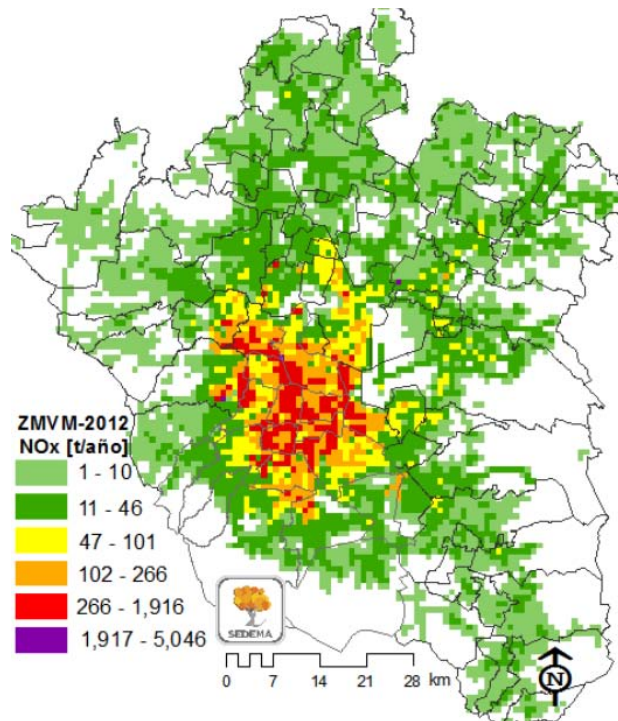 ZMVM-2012
NOx [t/año]
1 - 10
11 - 46
47 - 101
102 - 266
266 - 1,916
1,917 - 5,046
SEDEMA
0 7 14 21 28 km
N